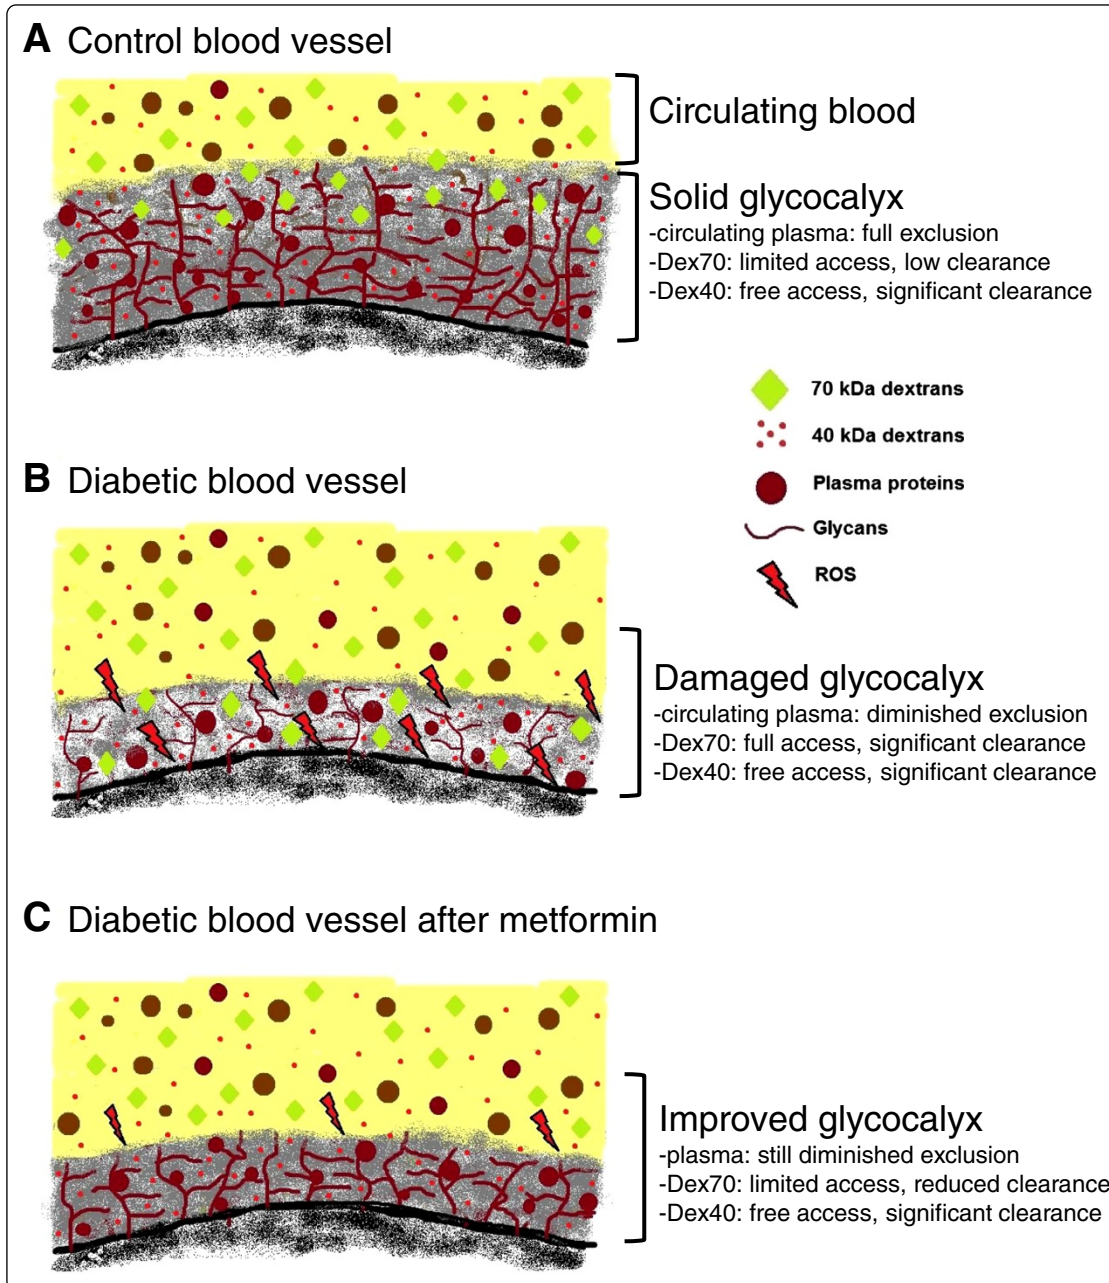 A Control blood vessel
Circulating blood
Solid glycocalyx
-circulating plasma: full exclusion
-Dex70: limited access, low clearance
-Dex40: free access, significant clearance
70 kDa dextrans
40 kDa dextrans
Plasma proteins
Glycans
ROS
B Diabetic blood vessel
Damaged glycocalyx
-circulating plasma: diminished exclusion
-Dex70: full access, significant clearance
-Dex40: free access, significant clearance
C Diabetic blood vessel after metformin
Improved glycocalyx
-plasma: still diminished exclusion
-Dex70: limited access, reduced clearance
-Dex40: free access, significant clearance